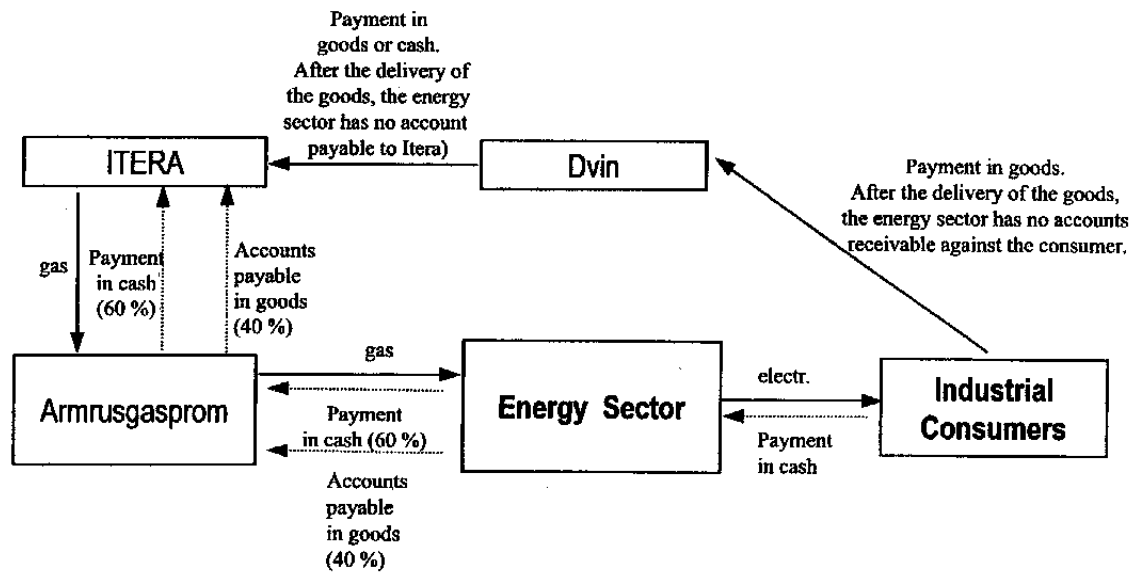 Payment in
goods or cash.
After the delivery of
the goods, the energy
sector has no account
payable to Itera)
ITERA
Dvin
Payment in goods.
After the delivery of the goods,
the energy sector has no accounts
receivable against the consumer.
gas
Payment
in cash
(60 %)
Accounts
payable
in goods
(40 %)
Armrusgasprom
gas
Payment
in cash (60 %)
Accounts
payable
in goods
(40 %)
Energy Sector
electr.
Payment
in cash
Industrial
Consumers